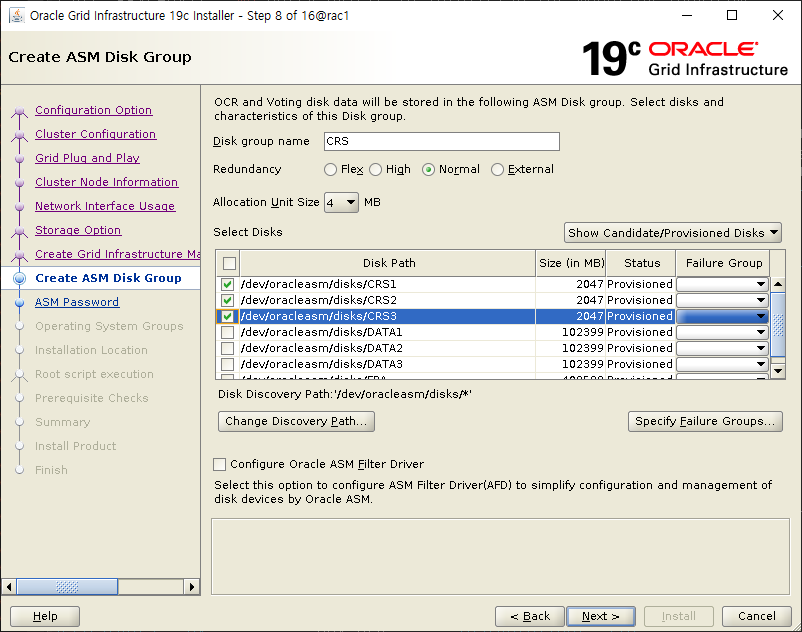 Oracle Grid Infrastructure 19c Installer - Step 8 of 16@rac1
Create ASM Disk Group
19c ORACLE
Grid Infrastructure
Configuration Option
Cluster Configuration
Grid Plug and Play
Cluster Node Information
Network Interface Usage
Storage Option
Create Grid Infrastructure Ma
Create ASM Disk Group
ASM Password
Operating System Groups
Installation Location
Root script execution
Prerequisite Checks
Summary
Install Product
Finish
OCR and Voting disk data will be stored in the following ASM Disk group. Select disks and
characteristics of this Disk group.
Disk group name CRS
Redundancy Flex High Normal External
Allocation Unit Size 4 MB
Select Disks Show Candidate/Provisioned Disks
Disk Path Size (in MB) Status Failure Group
/dev/oracleasm/disks/CRS1 2047 Provisioned
/dev/oracleasm/disks/CRS2 2047 Provisioned
/dev/oracleasm/disks/CRS3 2047 Provisioned
/dev/oracleasm/disks/DATA1 102399 Provisioned
/dev/oracleasm/disks/DATA2 102399 Provisioned
/dev/oracleasm/disks/DATA3 102399 Provisioned
Disk Discovery Path:'/dev/oracleasm/disks/*'
Change Discovery Path... Specify Failure Groups...
Configure Oracle ASM Filter Driver
Select this option to configure ASM Filter Driver(AFD) to simplify configuration and management of
disk devices by Oracle ASM.
Help < Back Next > Install Cancel